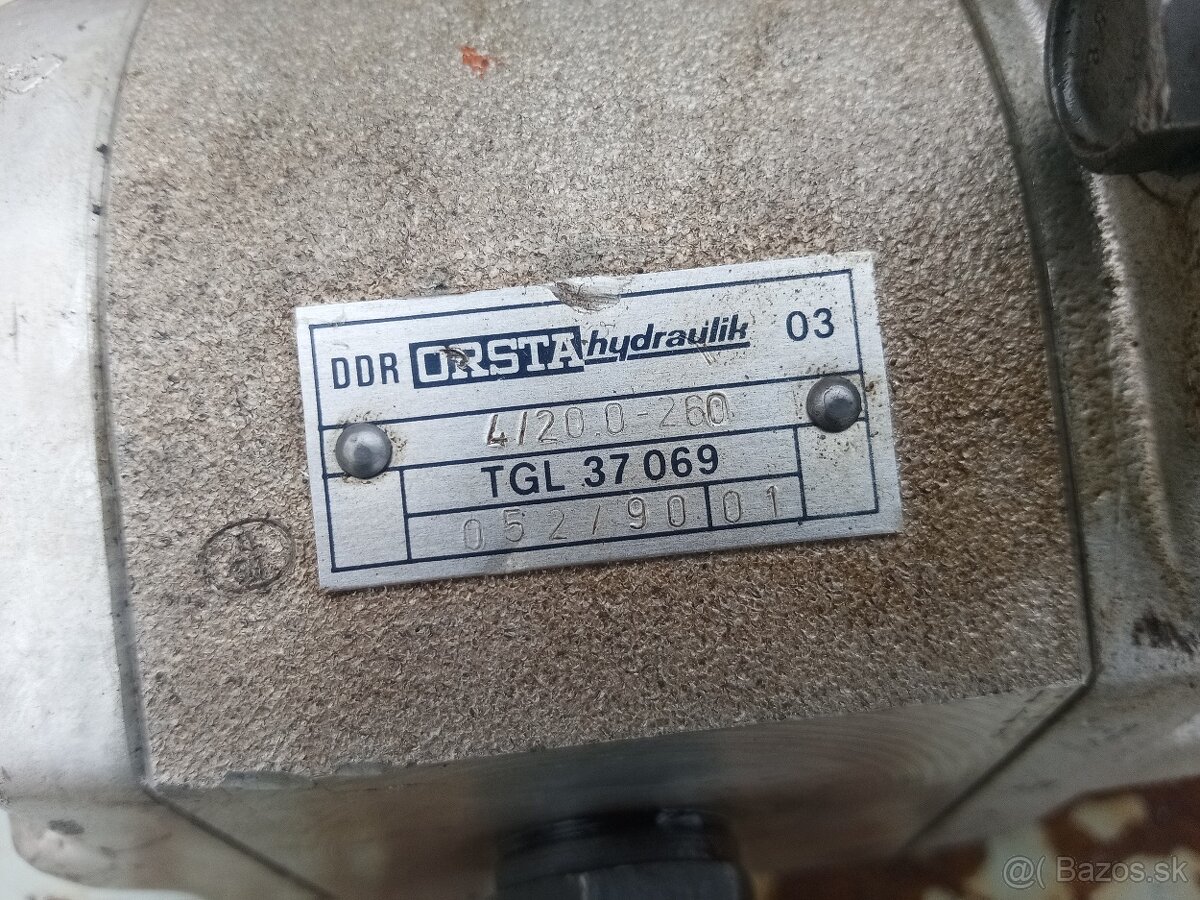 DDR ORSTA hydraulik 03
4/20.0-260
TGL 37 069
052/90 01
@( Bazos.sk